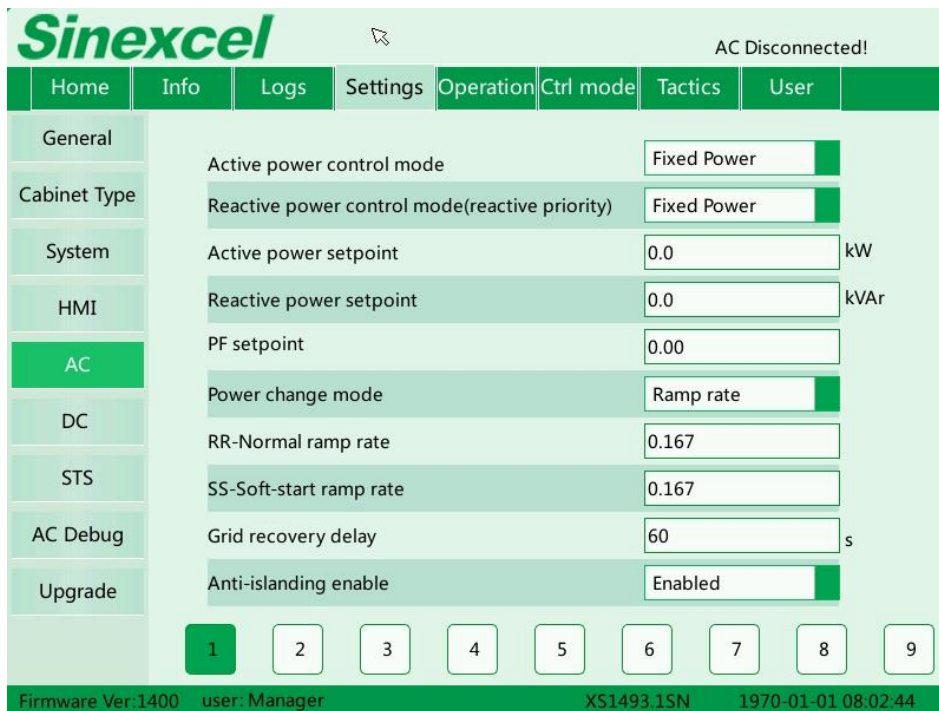 Sinexcel
AC Disconnected!
Home Info Logs Settings Operation Ctrl mode Tactics User
General
Cabinet Type
System
HMI
AC
DC
STS
AC Debug
Upgrade
Active power control mode Fixed Power
Reactive power control mode(reactive priority) Fixed Power
Active power setpoint 0.0 kW
Reactive power setpoint 0.0 kVAr
PF setpoint 0.00
Power change mode Ramp rate
RR-Normal ramp rate 0.167
SS-Soft-start ramp rate 0.167
Grid recovery delay 60 s
Anti-islanding enable Enabled
1 2 3 4 5 6 7 8 9
Firmware Ver:1400 user: Manager XS1493.1SN 1970-01-01 08:02:44